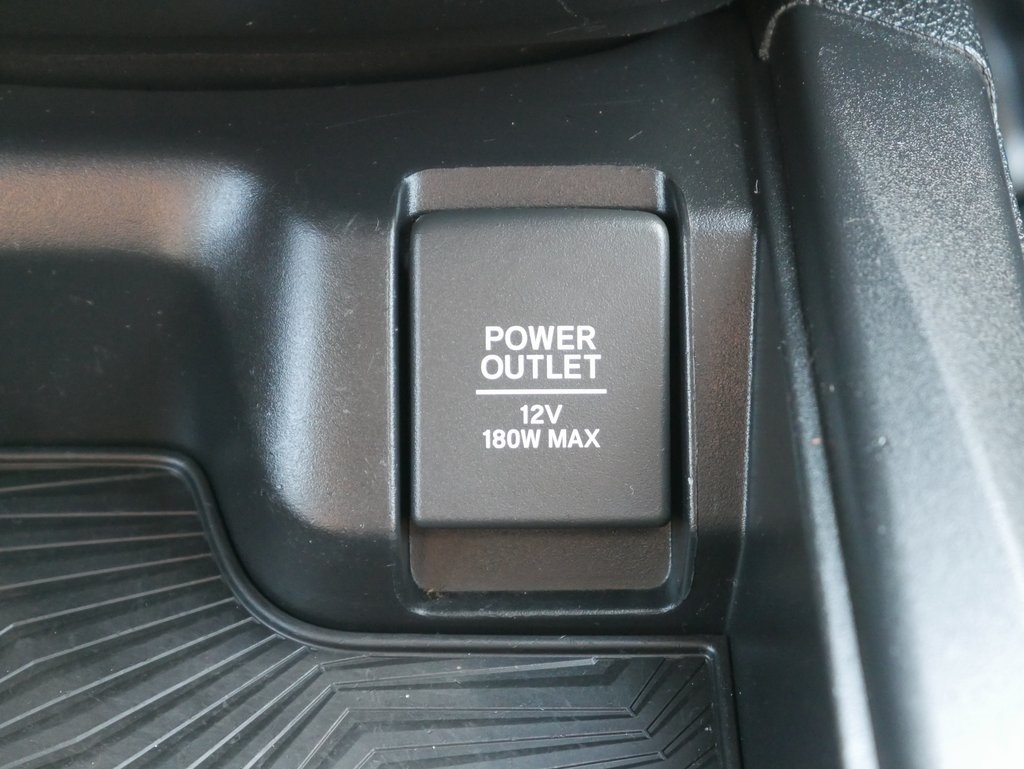 POWER
OUTLET
12V
180W MAX